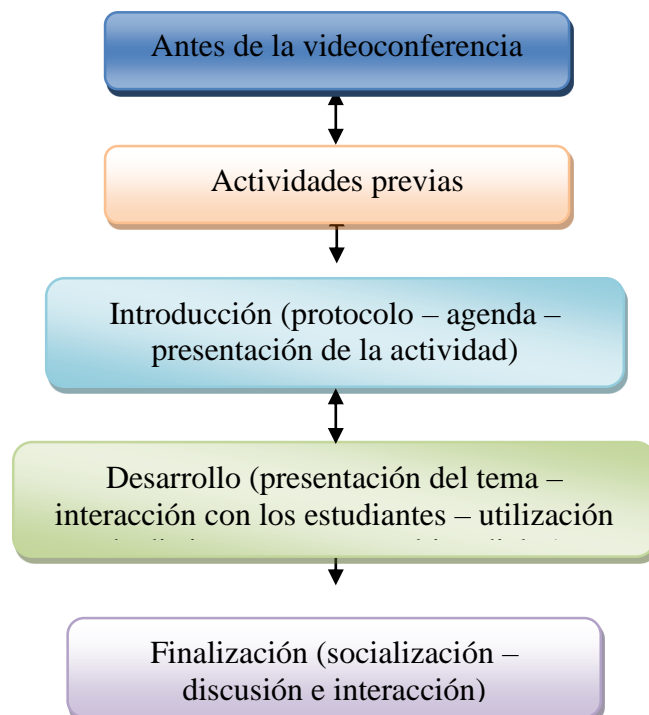 Antes de la videoconferencia
Actividades previas
Introducción (protocolo – agenda –
presentación de la actividad)
Desarrollo (presentación del tema –
interacción con los estudiantes – utilización
Finalización (socialización –
discusión e interacción)